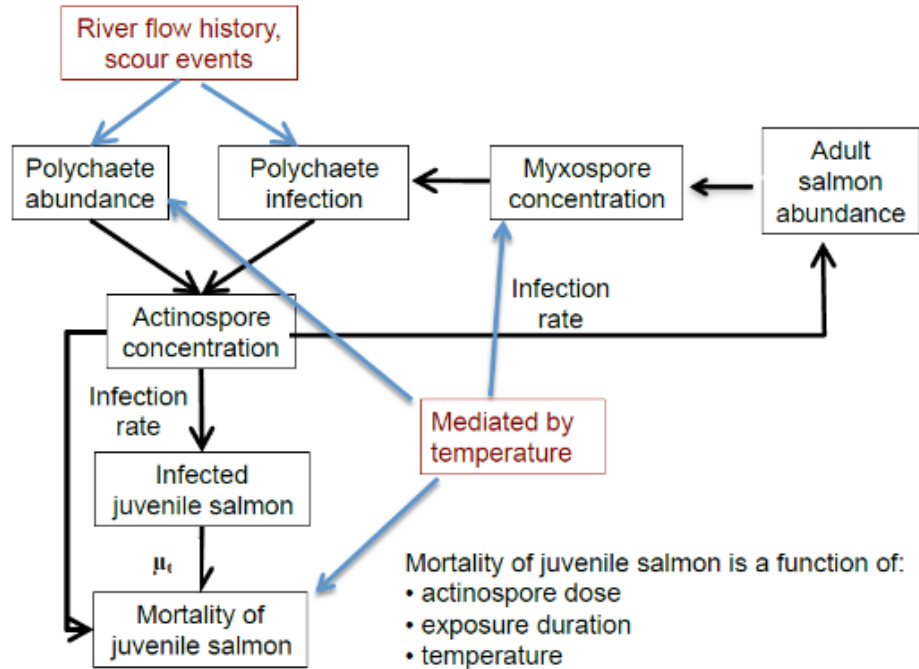 River flow history,
scour events
Polychaete
abundance
Polychaete
infection
Myxospore
concentration
Adult
salmon
abundance
Infection
rate
Actinospore
concentration
Infection
rate
Mediated by
temperature
Infected
juvenile salmon
μt
Mortality of
juvenile salmon
Mortality of juvenile salmon is a function of:
• actinospore dose
• exposure duration
• temperature